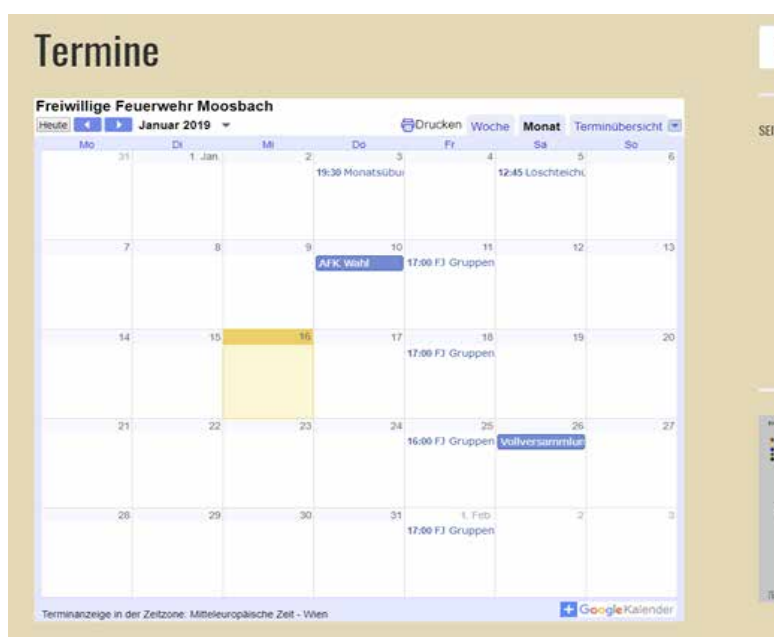 Termine
Freiwillige Feuerwehr Moosbach
Heute Januar 2019 Drucken Woche Monat Terminübersicht
SEI
Mo Di Mi Do Fr Sa So
31 1. Jan. 2 3 4 5 6
19:30 Monatsübu 12:45 Löschteich
7 8 9 10 11 12 13
AFK Wahl 17:00 FJ Gruppen
14 15 16 17 18 19 20
17:00 FJ Gruppen
21 22 23 24 25 26 27
16:00 FJ Gruppen Vollversammlun
28 29 30 31 1. Feb. 2 3
17:00 FJ Gruppen
Terminanzeige in der Zeitzone: Mitteleuropäische Zeit - Wien
Google Kalender